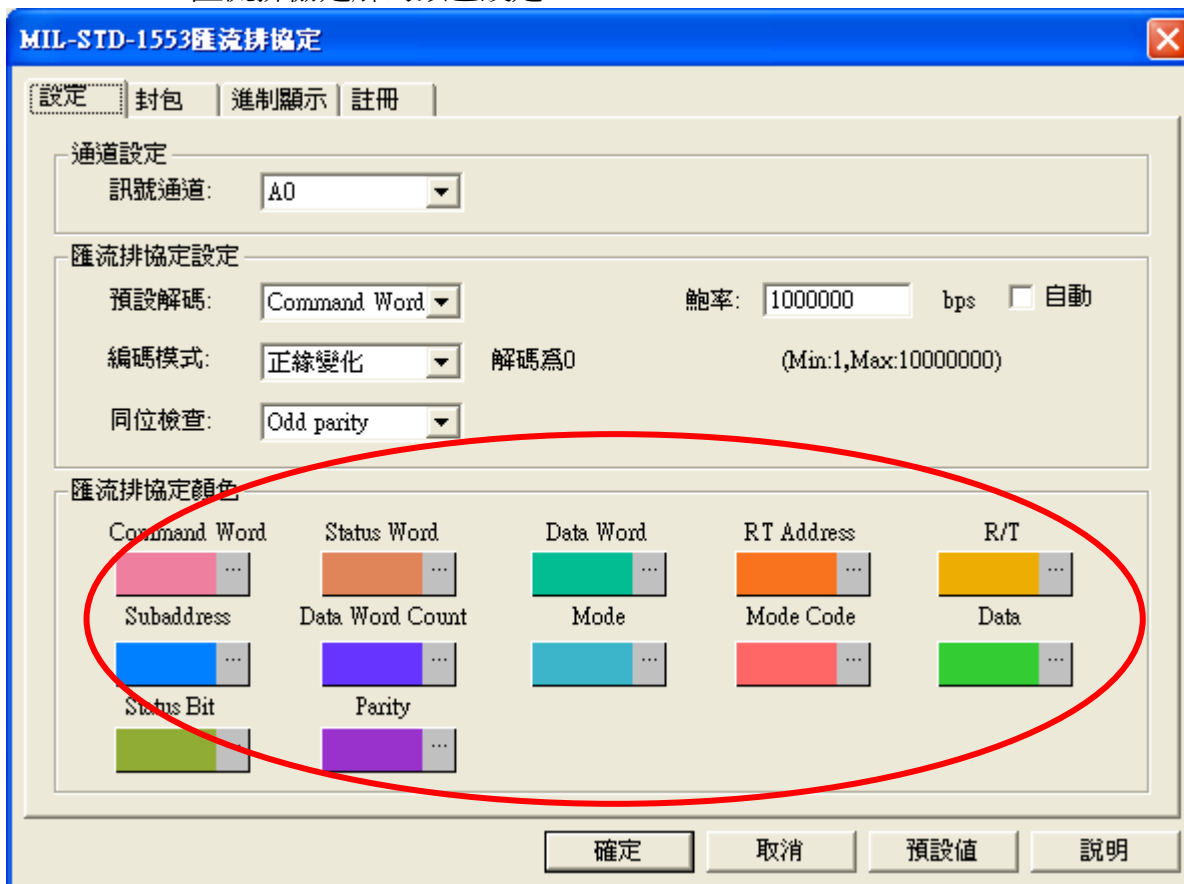 MIL-STD-1553匯流排協定
設定 封包 進制顯示 註冊
通道設定
訊號通道: A0
匯流排協定設定
預設解碼: Command Word 鮑率: 1000000 bps 自動
編碼模式: 正緣變化 解碼為0 (Min:1,Max:10000000)
同位檢查: Odd parity
匯流排協定顏色
Command Word Status Word Data Word RT Address R/T
... ... ... ... ...
Subaddress Data Word Count Mode Mode Code Data
... ... ... ... ...
Status Bit Parity
... ...
確定 取消 預設值 說明